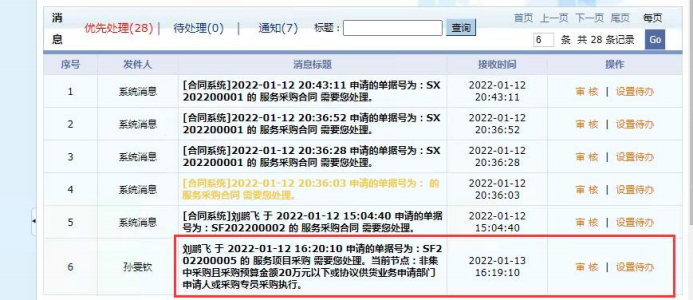 消 首页 上一页 下一页 尾页 每页
优先处理(28) | 待处理(0) | 通知(7) 标题： 查询
息 6 条 共 28 条记录 Go
序号 发件人 消息标题 接收时间 操作
1 系统消息 [合同系统]2022-01-12 20:43:11 申请的单据号为：SX 2022-01-12 审 核 | 设置待办
202200001 的 服务采购合同 需要您处理。 20:43:11
2 系统消息 [合同系统]2022-01-12 20:36:52 申请的单据号为：SX 2022-01-12 审 核 | 设置待办
202200001 的 服务采购合同 需要您处理。 20:36:52
3 系统消息 [合同系统]2022-01-12 20:36:28 申请的单据号为：SX 2022-01-12 审 核 | 设置待办
202200001 的 服务采购合同 需要您处理。 20:36:28
4 系统消息 [合同系统]2022-01-12 20:36:03 申请的单据号为： 的 2022-01-12 审 核 | 设置待办
服务采购合同 需要您处理。 20:36:03
5 系统消息 [合同系统]刘鹏飞 于 2022-01-12 15:04:40 申请的单据 2022-01-12 审 核 | 设置待办
号为：SF202200002 的 服务采购合同 需要您处理。 15:04:40
刘鹏飞 于 2022-01-12 16:20:10 申请的单据号为：SF2
02200005 的 服务项目采购 需要您处理。当前节点：非集 2022-01-13
6 孙雯钦 中采购且采购预算金额20万元以下或协议供货业务申请部门 16:19:10 审 核 | 设置待办
申请人或采购专员采购执行。